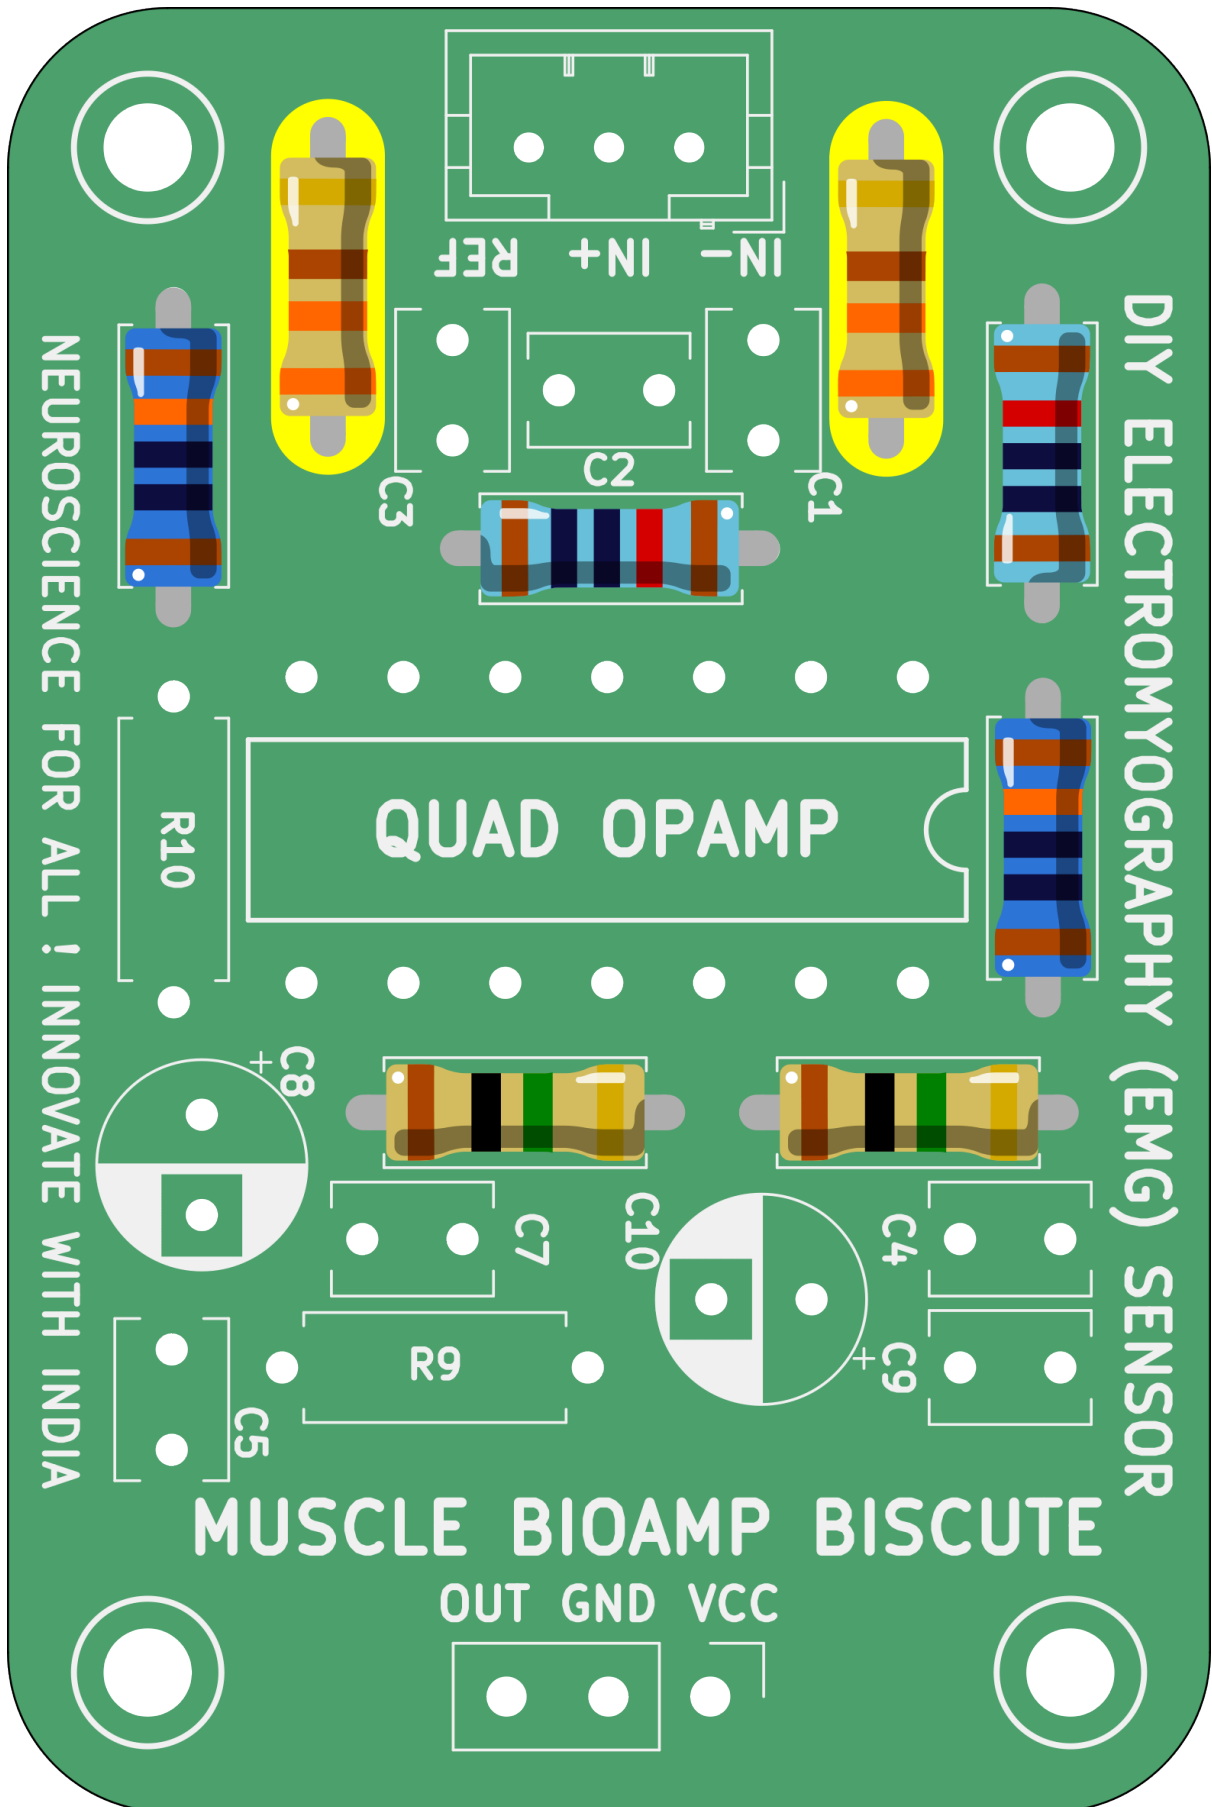 REF IN+ IN-
C3
C2
C1
NEUROSCIENCE FOR ALL ! INNOVATE WITH INDIA
DIY ELECTROMYOGRAPHY (EMG) SENSOR
R10
QUAD OPAMP
C8
C7
C10
C4
R9
C9
C5
MUSCLE BIOAMP BISCUTE
OUT GND VCC